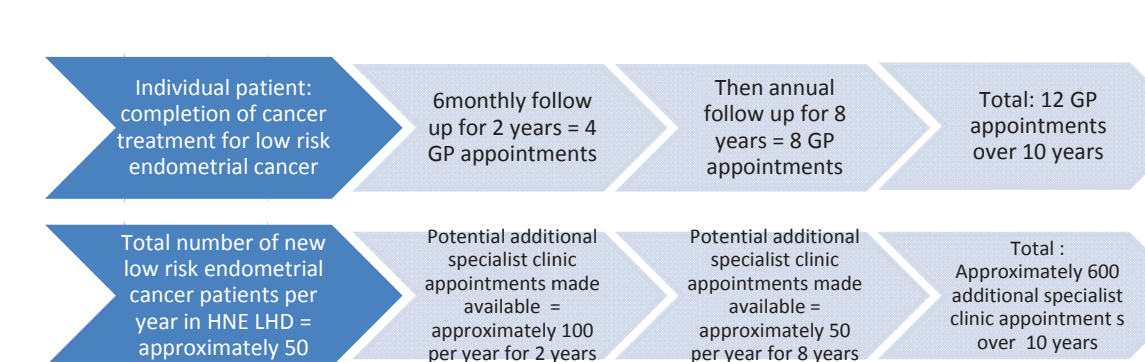 Individual patient:
completion of cancer
treatment for low risk
endometrial cancer
6monthly follow
up for 2 years = 4
GP appointments
Then annual
follow up for 8
years = 8 GP
appointments
Total: 12 GP
appointments
over 10 years
Total number of new
low risk endometrial
cancer patients per
year in HNE LHD =
approximately 50
Potential additional
specialist clinic
appointments made
available =
approximately 100
per year for 2 years
Potential additional
specialist clinic
appointments made
available =
approximately 50
per year for 8 years
Total :
Approximately 600
additional specialist
clinic appointment s
over 10 years